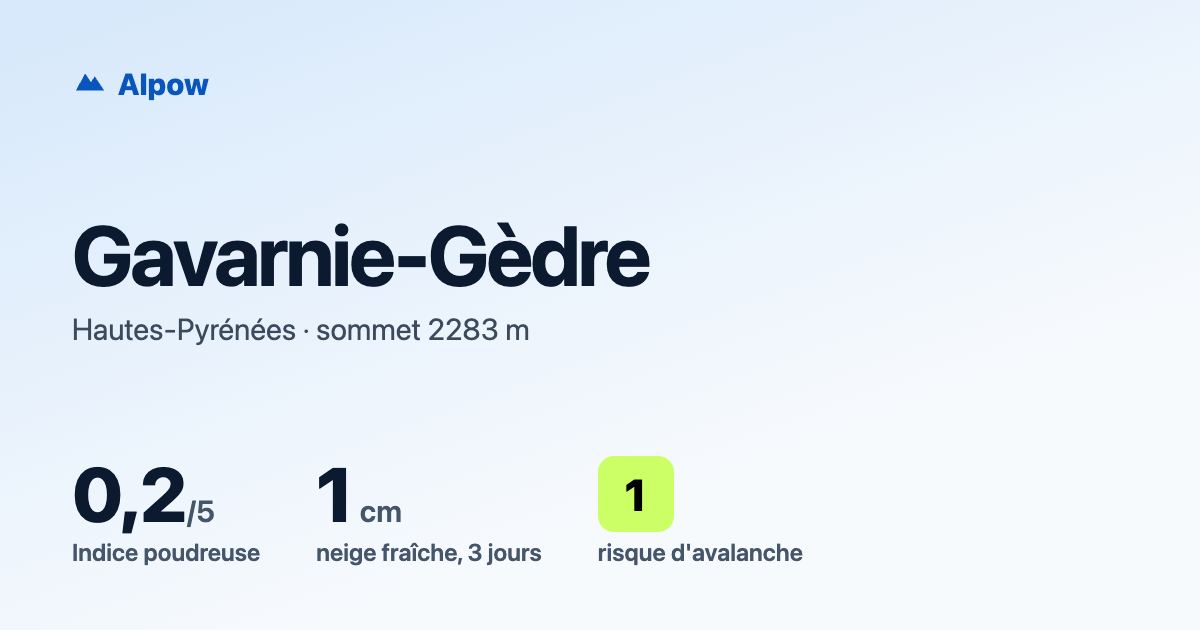 Alpow
Gavarnie-Gèdre
Hautes-Pyrénées · sommet 2283 m
0,2/5 1 cm 1
Indice poudreuse neige fraîche, 3 jours risque d'avalanche